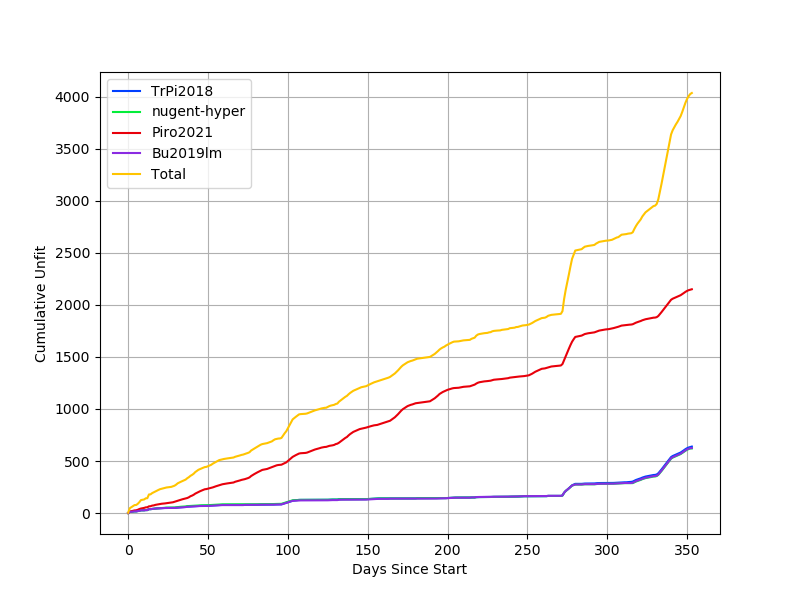 TrPi2018
nugent-hyper
Piro2021
Bu2019lm
Total
Cumulative Unfit
4000
3500
3000
2500
2000
1500
1000
500
0
0 50 100 150 200 250 300 350
Days Since Start